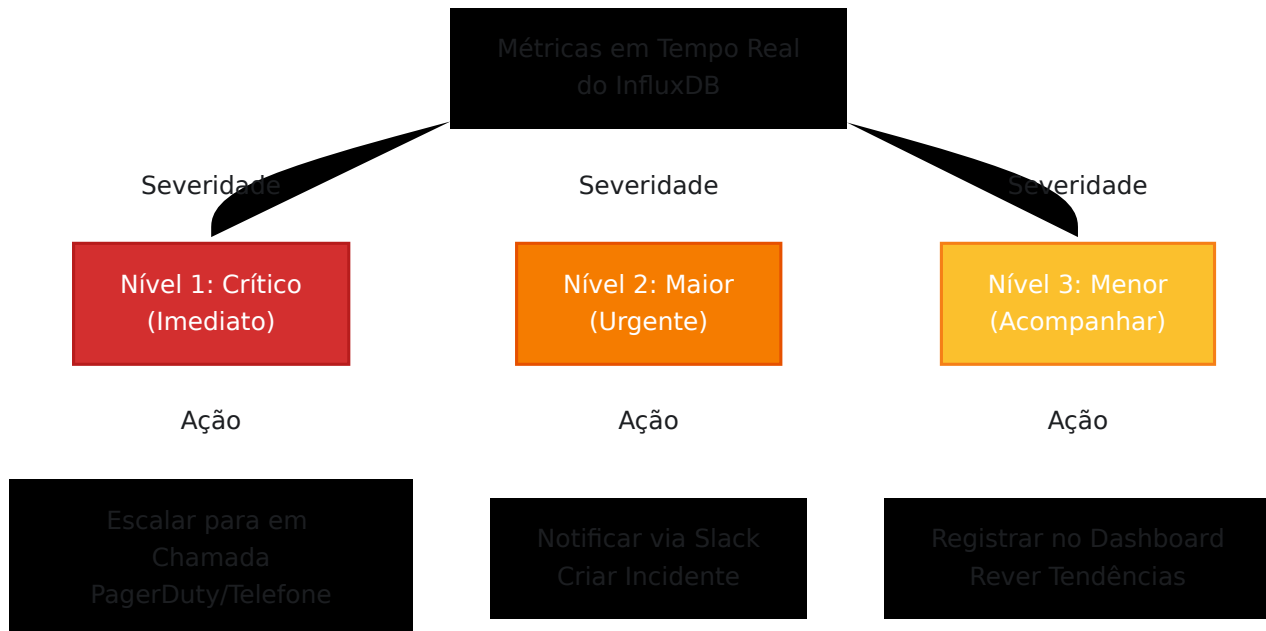 Métricas em Tempo Real
do InfluxDB
Severidade
Severidade
Severidade
Nível 1: Crítico
(Imediato)
Nível 2: Maior
(Urgente)
Nível 3: Menor
(Acompanhar)
Ação
Ação
Ação
Escalar para em
Chamada
PagerDuty/Telefone
Notificar via Slack
Criar Incidente
Registrar no Dashboard
Rever Tendências